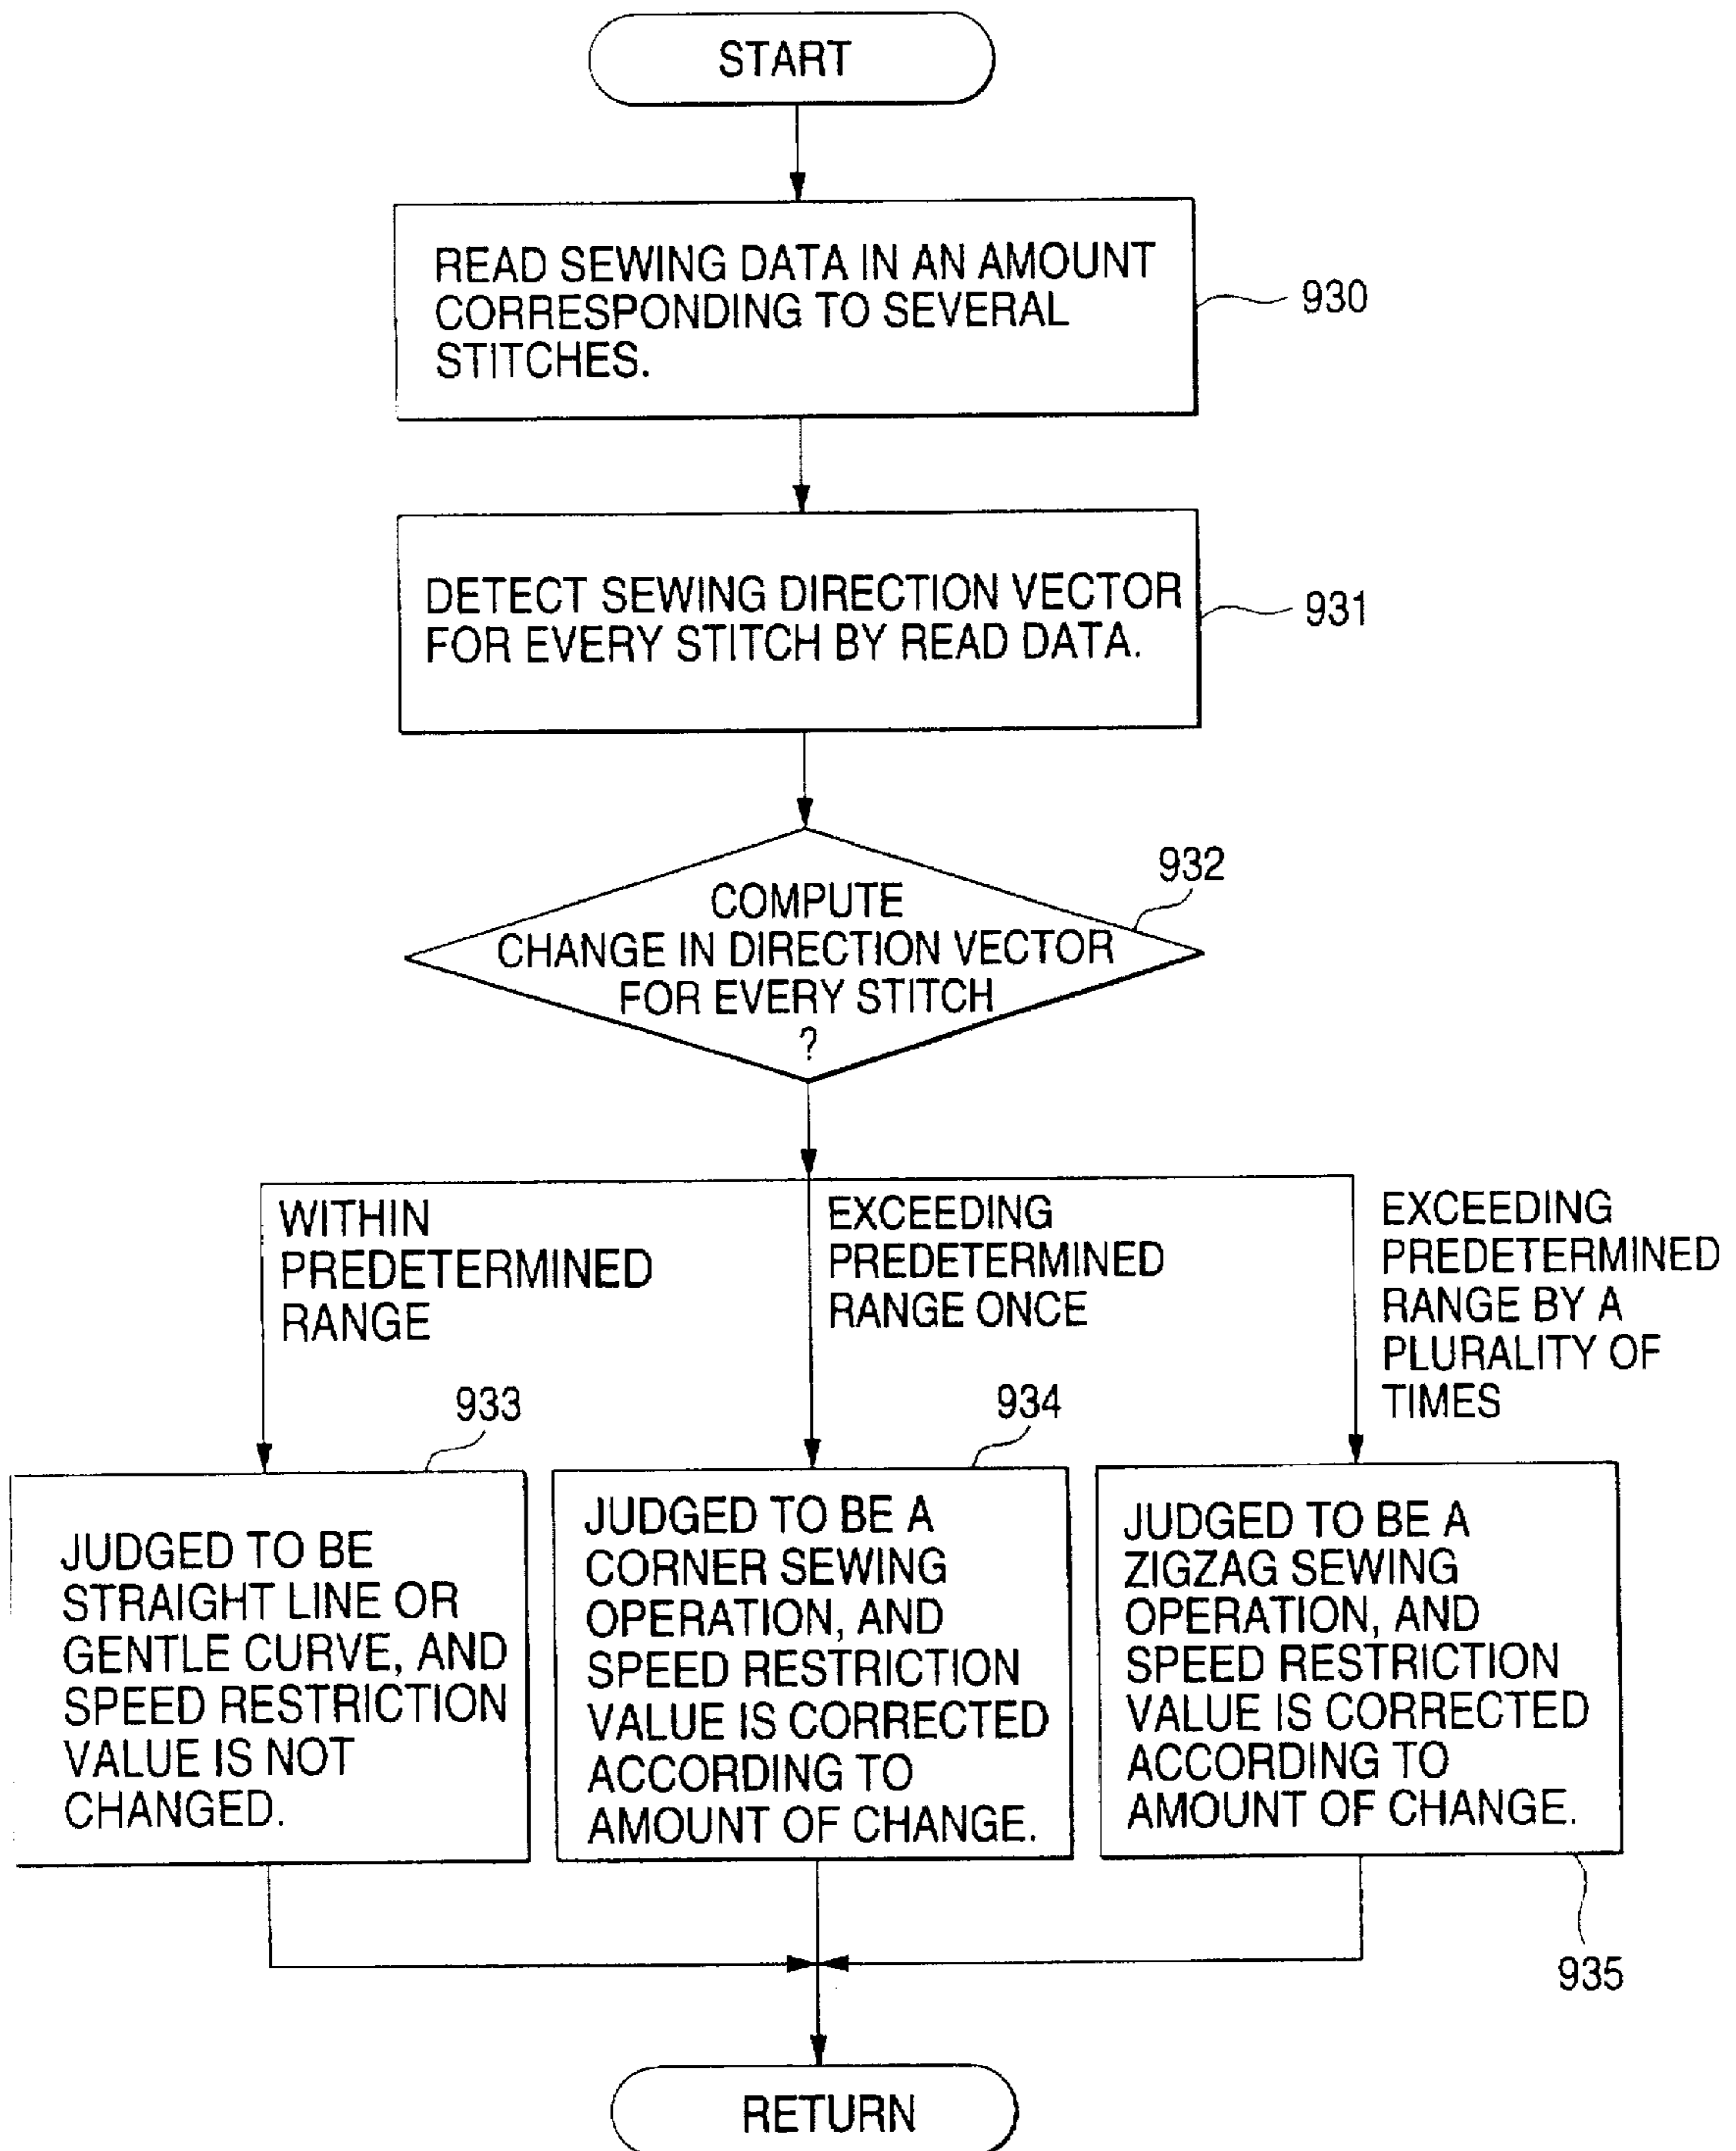 START
READ SEWING DATA IN AN AMOUNT
CORRESPONDING TO SEVERAL
STITCHES.
930
DETECT SEWING DIRECTION VECTOR
FOR EVERY STITCH BY READ DATA.
931
932
COMPUTE
CHANGE IN DIRECTION VECTOR
FOR EVERY STITCH
?
WITHIN
PREDETERMINED
RANGE
EXCEEDING
PREDETERMINED
RANGE ONCE
EXCEEDING
PREDETERMINED
RANGE BY A
PLURALITY OF
TIMES
933
JUDGED TO BE
STRAIGHT LINE OR
GENTLE CURVE, AND
SPEED RESTRICTION
VALUE IS NOT
CHANGED.
934
JUDGED TO BE A
CORNER SEWING
OPERATION, AND
SPEED RESTRICTION
VALUE IS CORRECTED
ACCORDING TO
AMOUNT OF CHANGE.
JUDGED TO BE A
ZIGZAG SEWING
OPERATION, AND
SPEED RESTRICTION
VALUE IS CORRECTED
ACCORDING TO
AMOUNT OF CHANGE.
935
RETURN